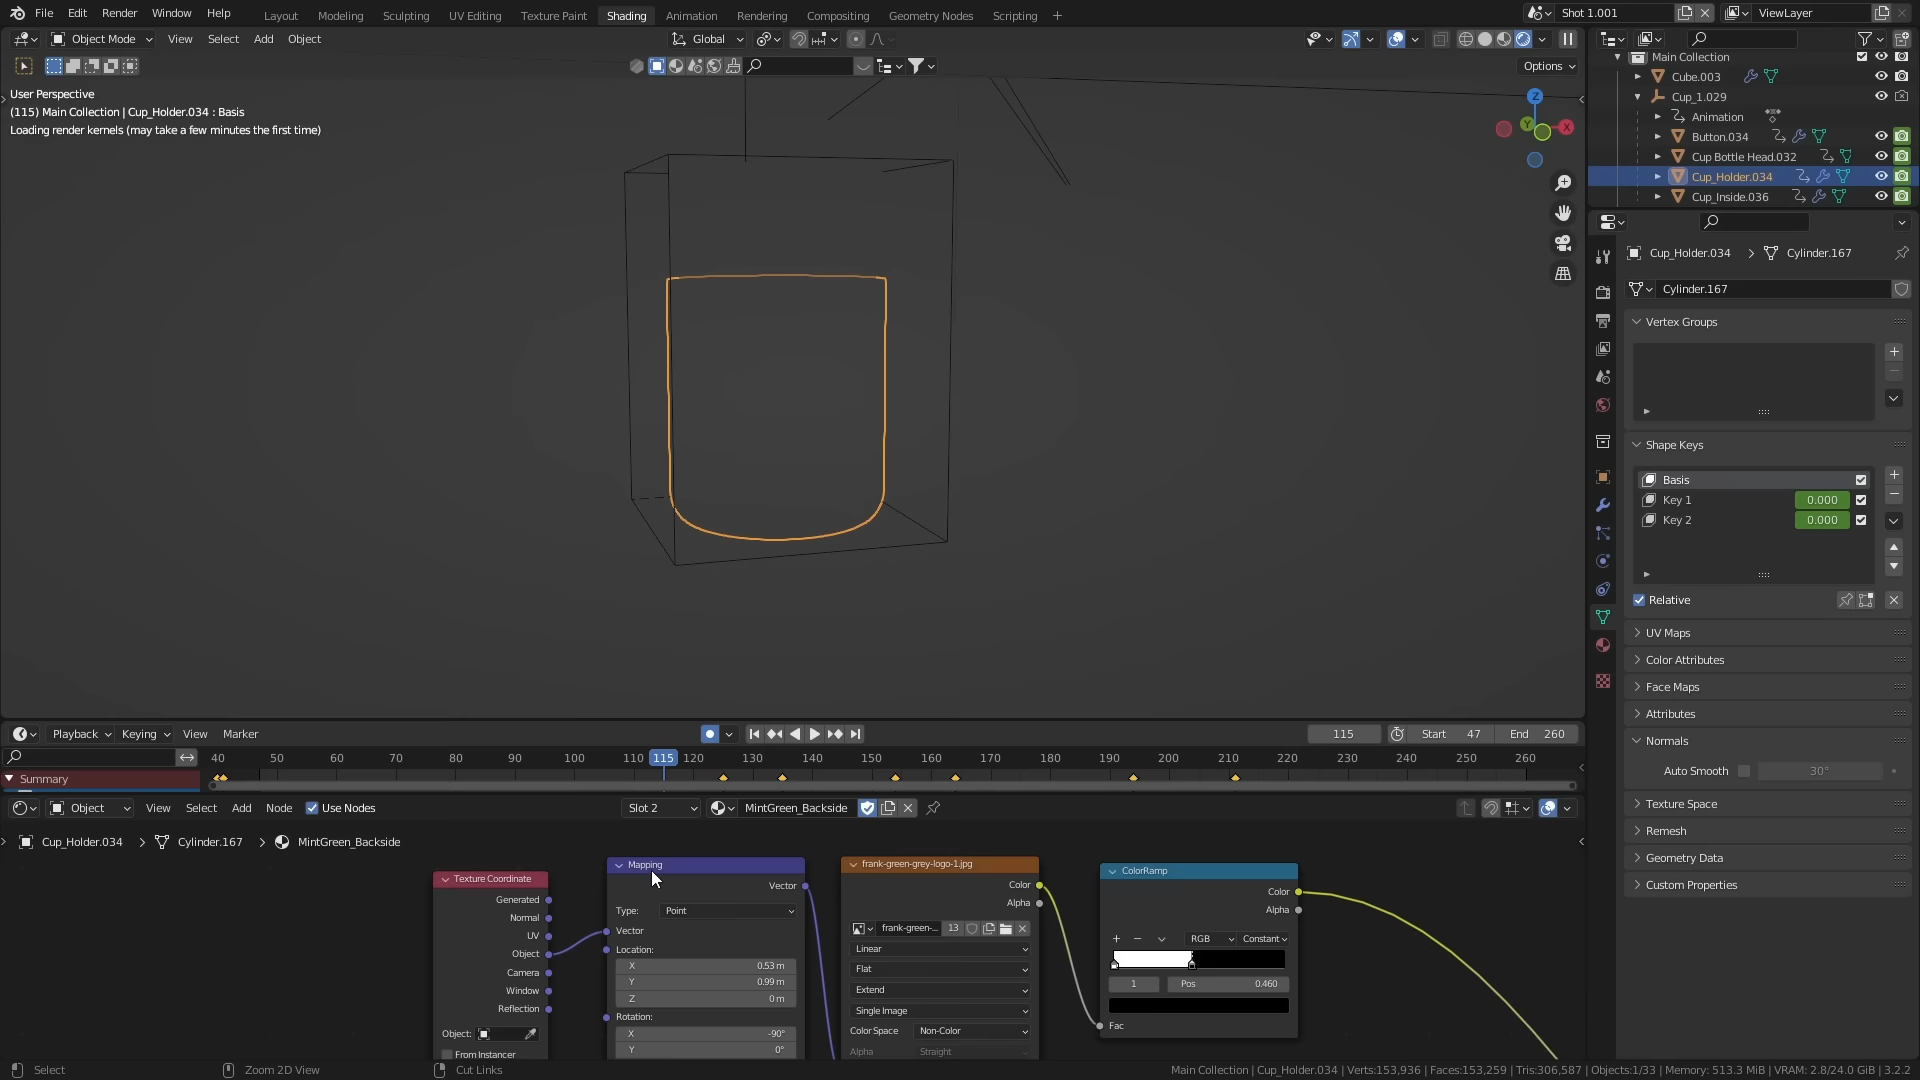 File Edit Render Window Help Layout Modeling Sculpting UV Editing Texture Paint Shading Animation Rendering Compositing Geometry Nodes Scripting Shot 1.001 ViewLayer
Object Mode View Select Add Object Global
Options
User Perspective
(115) Main Collection | Cup_Holder.034 : Basis
Loading render kernels (may take a few minutes the first time)
Z
Y
X
Main Collection
Cube.003
Cup_1.029
Animation
Button.034
Cup Bottle Head.032
Cup_Holder.034
Cup_Inside.036
Cup_Holder.034 Cylinder.167
Cylinder.167
Vertex Groups
Shape Keys
Basis
Key 1 0.000
Key 2 0.000
Relative
UV Maps
Color Attributes
Face Maps
Attributes
Normals
Auto Smooth 30°
Texture Space
Remesh
Geometry Data
Custom Properties
Playback Keying View Marker 115 Start 47 End 260
40 50 60 70 80 90 100 110 115 120 130 140 150 160 170 180 190 200 210 220 230 240 250 260
Summary
Object View Select Add Node Use Nodes Slot 2 MintGreen_Backside
Cup_Holder.034 Cylinder.167 MintGreen_Backside
Texture Coordinate
Generated
Normal
UV
Object
Camera
Window
Reflection
Object:
From Instancer
Mapping
Vector
Type: Point
Vector
Location:
X 0.53 m
Y 0.99 m
Z 0 m
Rotation:
X -90°
Y 0°
frank-green-grey-logo-1.jpg
Color
Alpha
frank-green-... 13
Linear
Flat
Extend
Single Image
Color Space Non-Color
Alpha Straight
ColorRamp
Color
Alpha
RGB Constant
1 Pos 0.460
Fac
Select Zoom 2D View Cut Links Main Collection | Cup_Holder.034 | Verts:153,936 | Faces:153,259 | Tris:306,587 | Objects:1/33 | Memory: 513.3 MiB | VRAM: 2.8/24.0 GiB | 3.2.2